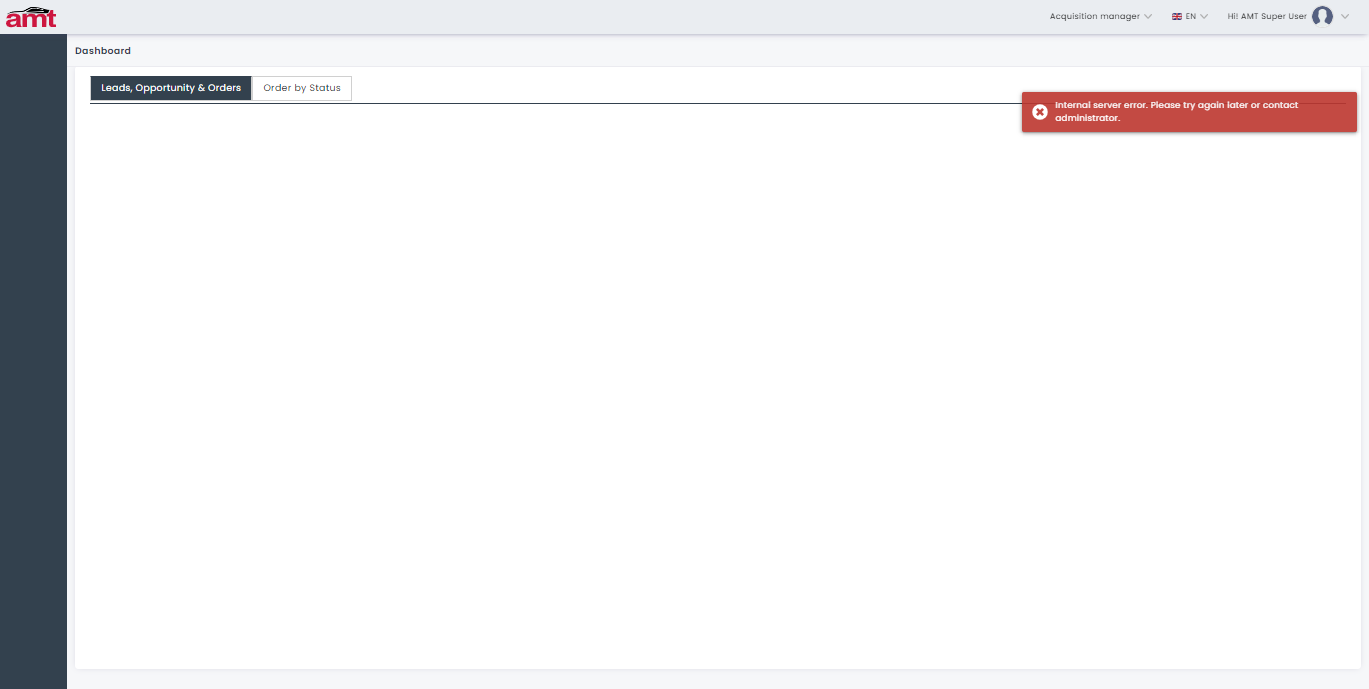 amt
Acquisition manager
EN
Hi! AMT Super User
Dashboard
Leads, Opportunity & Orders
Order by Status
Internal server error. Please try again later or contact
administrator.